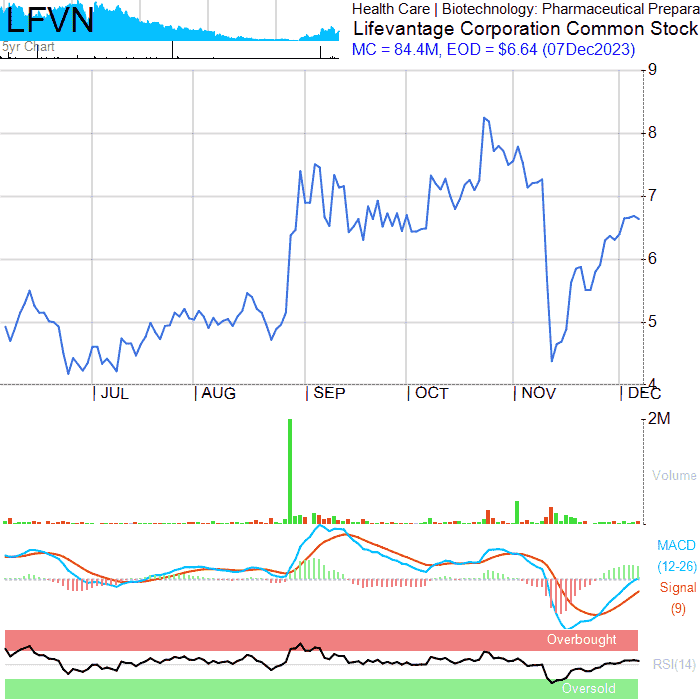 LFVN
5yr Chart
Health Care | Biotechnology: Pharmaceutical Prepara
Lifevantage Corporation Common Stock
MC = 84.4M, EOD = $6.64 (07Dec2023)
9
8
7
6
5
4
JUL AUG SEP OCT NOV DEC
2M
Volume
MACD
(12-26)
Signal
(9)
Overbought
RSI(14)
Oversold